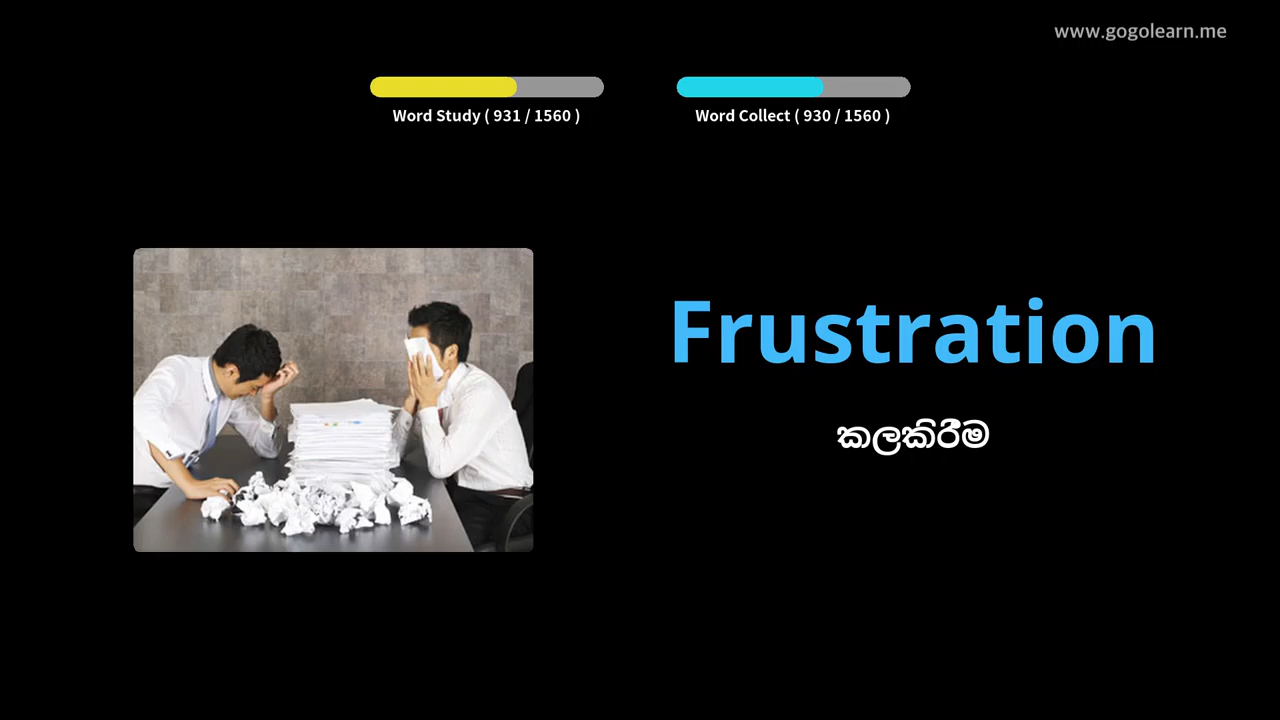 www.gogolearn.me
Word Study ( 931 / 1560 )
Word Collect ( 930 / 1560 )
Frustration
කලකිරීම